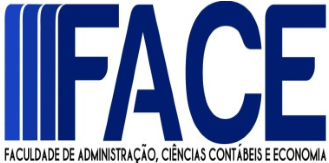 FACE
FACULDADE DE ADMINISTRAÇÃO, CIÊNCIAS CONTÁBEIS E ECONOMIA